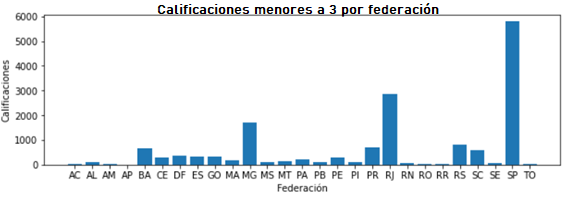 Calificaciones menores a 3 por federación
Calificaciones
6000
5000
4000
3000
2000
1000
0
AC AL AM AP BA CE DF ES GO MA MG MS MT PA PB PE PI PR RJ RN RO RR RS SC SE SP TO
Federación